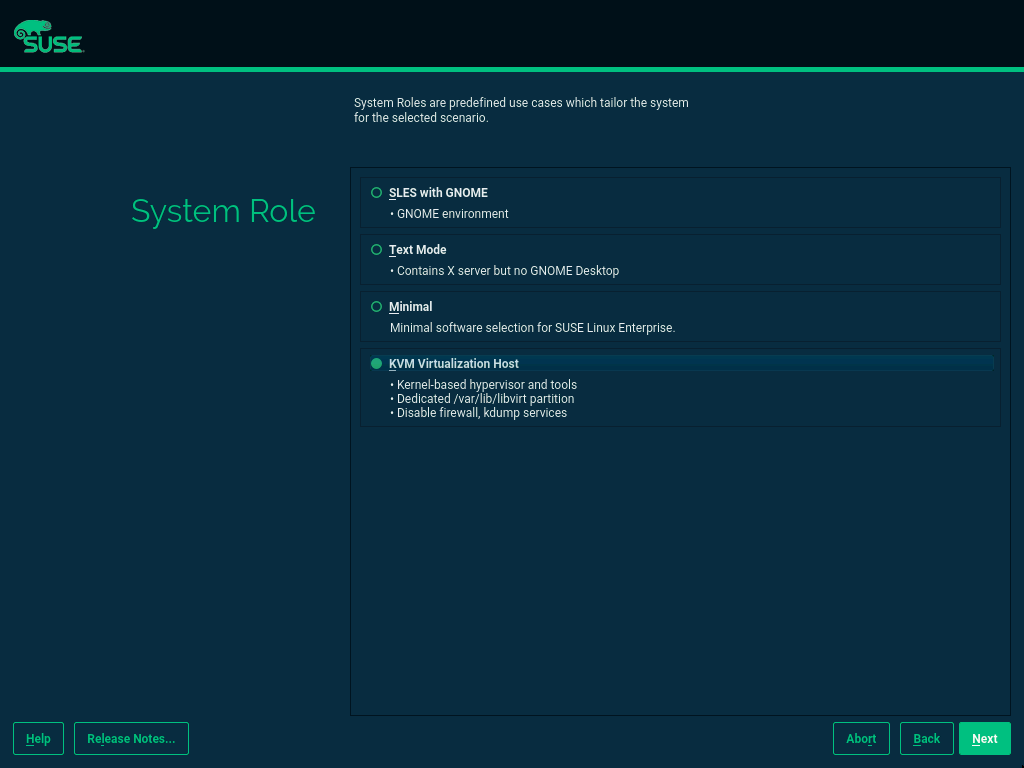 SUSE
System Roles are predefined use cases which tailor the system
for the selected scenario.
System Role
SLES with GNOME
• GNOME environment
Text Mode
• Contains X server but no GNOME Desktop
Minimal
Minimal software selection for SUSE Linux Enterprise.
KVM Virtualization Host
• Kernel-based hypervisor and tools
• Dedicated /var/lib/libvirt partition
• Disable firewall, kdump services
Help
Release Notes...
Abort
Back
Next